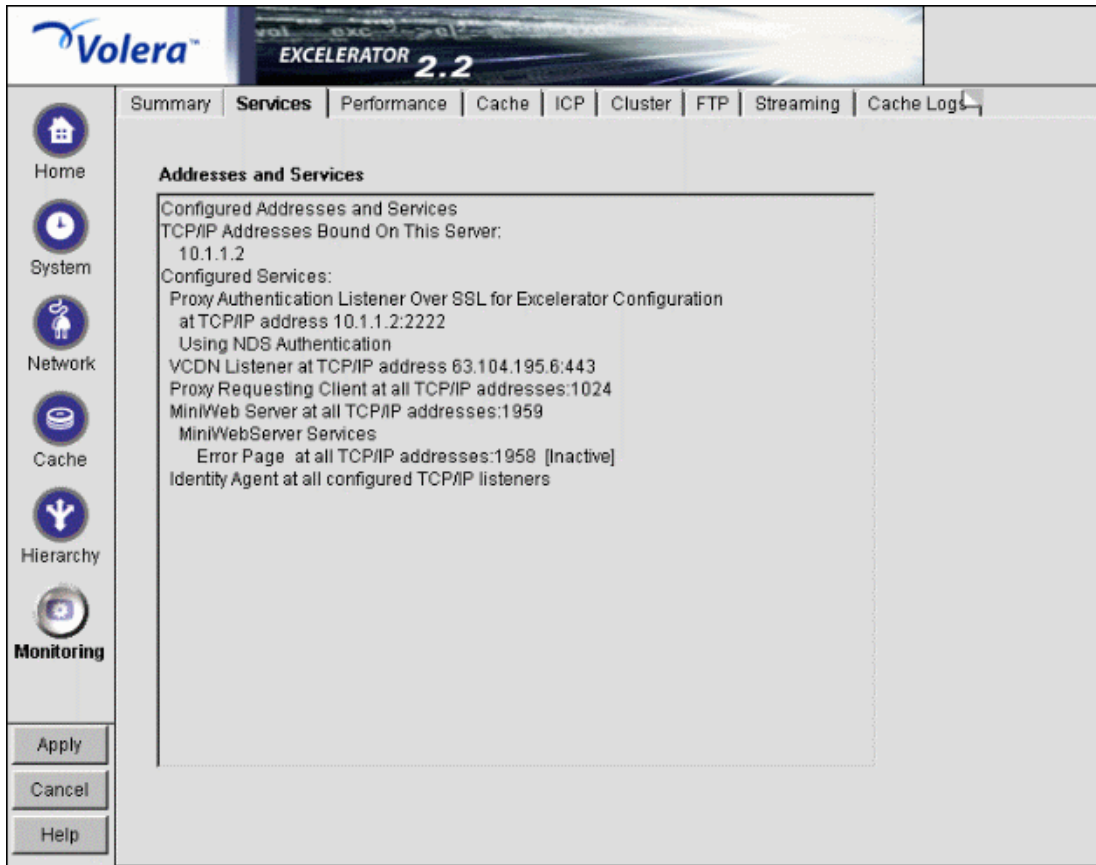 Volera™
EXCELERATOR 2.2
Summary Services Performance Cache ICP Cluster FTP Streaming Cache Logs
Home
System
Network
Cache
Hierarchy
Monitoring
Apply
Cancel
Help
Addresses and Services
Configured Addresses and Services
TCP/IP Addresses Bound On This Server:
10.1.1.2
Configured Services:
Proxy Authentication Listener Over SSL for Excelerator Configuration
at TCP/IP address 10.1.1.2:2222
Using NDS Authentication
VCDN Listener at TCP/IP address 63.104.195.6:443
Proxy Requesting Client at all TCP/IP addresses:1024
MiniWeb Server at all TCP/IP addresses:1959
MiniWebServer Services
Error Page at all TCP/IP addresses:1958 [Inactive]
Identity Agent at all configured TCP/IP listeners